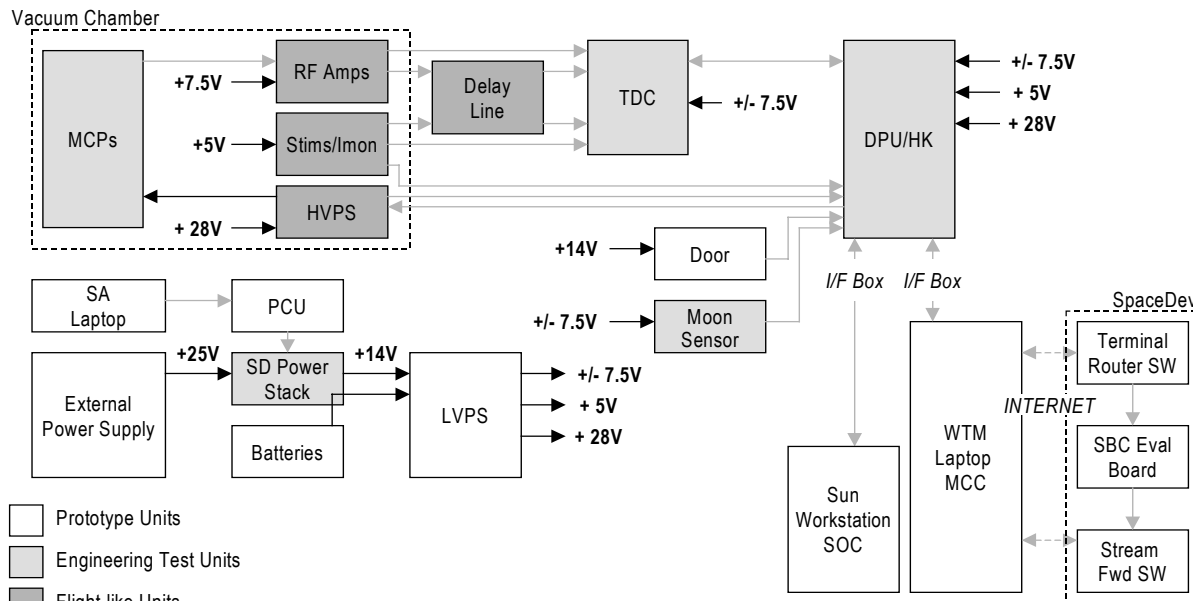 Vacuum Chamber
MCPs
+7.5V
RF Amps
+5V
Stims/Imon
+ 28V
HVPS
Delay
Line
TDC
+/- 7.5V
DPU/HK
+/- 7.5V
+ 5V
+ 28V
+14V
Door
+/- 7.5V
Moon
Sensor
I/F Box
I/F Box
SA
Laptop
PCU
External
Power Supply
+25V
SD Power
Stack
+14V
Batteries
LVPS
+/- 7.5V
+ 5V
+ 28V
Sun
Workstation
SOC
WTM
Laptop
MCC
INTERNET
SpaceDev
Terminal
Router SW
SBC Eval
Board
Stream
Fwd SW
Prototype Units
Engineering Test Units
Flight-like Units